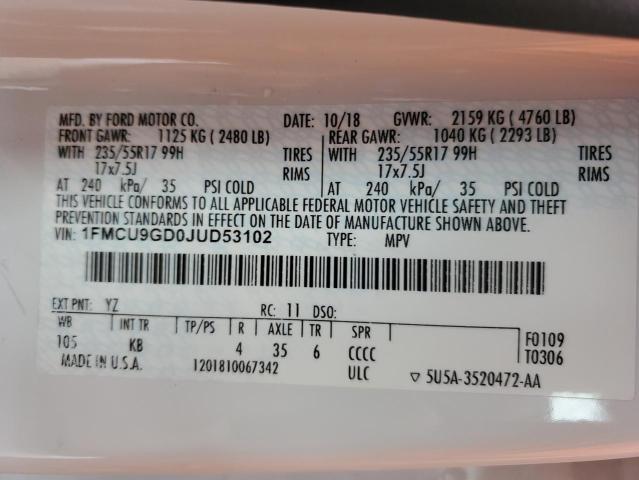 MFD. BY FORD MOTOR CO. DATE: 10/18 GVWR: 2159 KG ( 4760 LB)
FRONT GAWR: 1125 KG ( 2480 LB) REAR GAWR: 1040 KG ( 2293 LB)
WITH 235/55R17 99H TIRES WITH 235/55R17 99H TIRES
17x7.5J RIMS 17x7.5J RIMS
AT 240 kPa/ 35 PSI COLD AT 240 kPa/ 35 PSI COLD
THIS VEHICLE CONFORMS TO ALL APPLICABLE FEDERAL MOTOR VEHICLE SAFETY AND THEFT
PREVENTION STANDARDS IN EFFECT ON THE DATE OF MANUFACTURE SHOWN ABOVE.
VIN: 1FMCU9GD0JUD53102 TYPE: MPV
EXT PNT: YZ RC: 11 DSO:
WB INT TR TP/PS R AXLE TR SPR F0109
105 KB 4 35 6 CCCC T0306
MADE IN U.S.A. 1201810067342 ULC ▽ 5U5A-3520472-AA